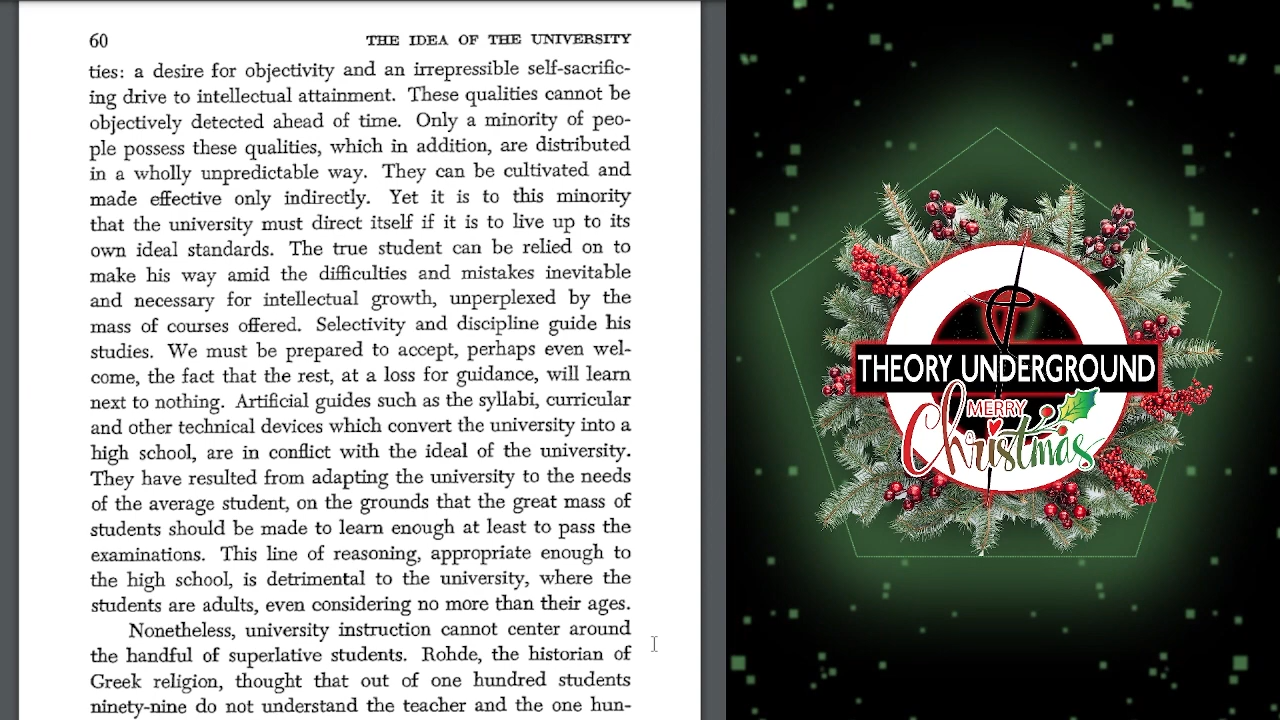 60 THE IDEA OF THE UNIVERSITY
ties: a desire for objectivity and an irrepressible self-sacrific-
ing drive to intellectual attainment. These qualities cannot be
objectively detected ahead of time. Only a minority of peo-
ple possess these qualities, which in addition, are distributed
in a wholly unpredictable way. They can be cultivated and
made effective only indirectly. Yet it is to this minority
that the university must direct itself if it is to live up to its
own ideal standards. The true student can be relied on to
make his way amid the difficulties and mistakes inevitable
and necessary for intellectual growth, unperplexed by the
mass of courses offered. Selectivity and discipline guide his
studies. We must be prepared to accept, perhaps even wel-
come, the fact that the rest, at a loss for guidance, will learn
next to nothing. Artificial guides such as the syllabi, curricular
and other technical devices which convert the university into a
high school, are in conflict with the ideal of the university.
They have resulted from adapting the university to the needs
of the average student, on the grounds that the great mass of
students should be made to learn enough at least to pass the
examinations. This line of reasoning, appropriate enough to
the high school, is detrimental to the university, where the
students are adults, even considering no more than their ages.
Nonetheless, university instruction cannot center around
the handful of superlative students. Rohde, the historian of
Greek religion, thought that out of one hundred students
ninety-nine do not understand the teacher and the one hun-
THEORY UNDERGROUND
MERRY
Christmas